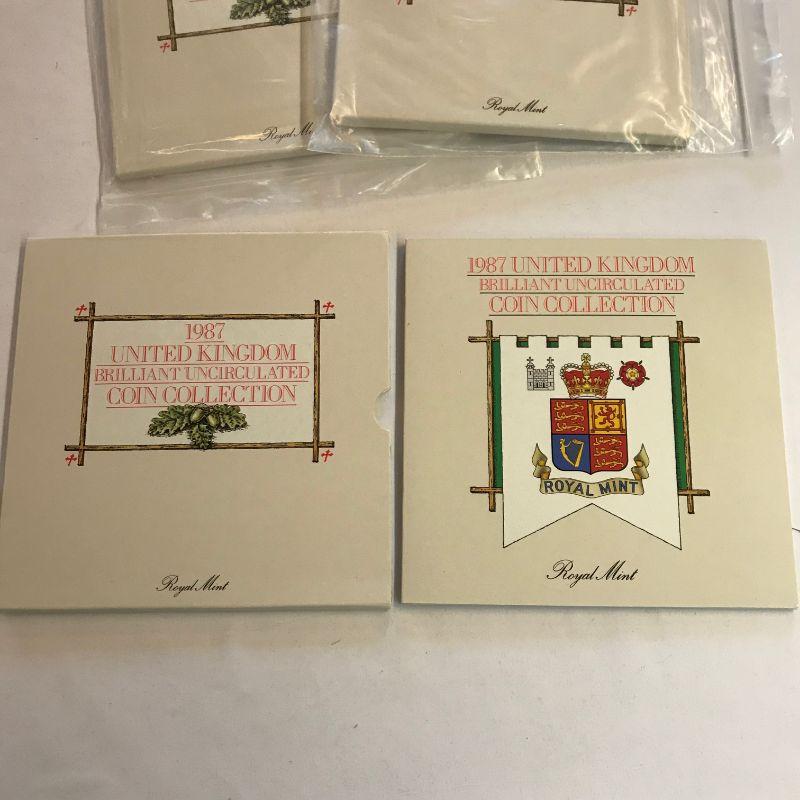 Royal M
Royal Mint
1987
UNITED KINGDOM
BRILLIANT UNCIRCULATED
COIN COLLECTION
Royal Mint
1987 UNITED KINGDOM
BRILLIANT UNCIRCULATED
COIN COLLECTION
ROYAL MINT
Royal Mint